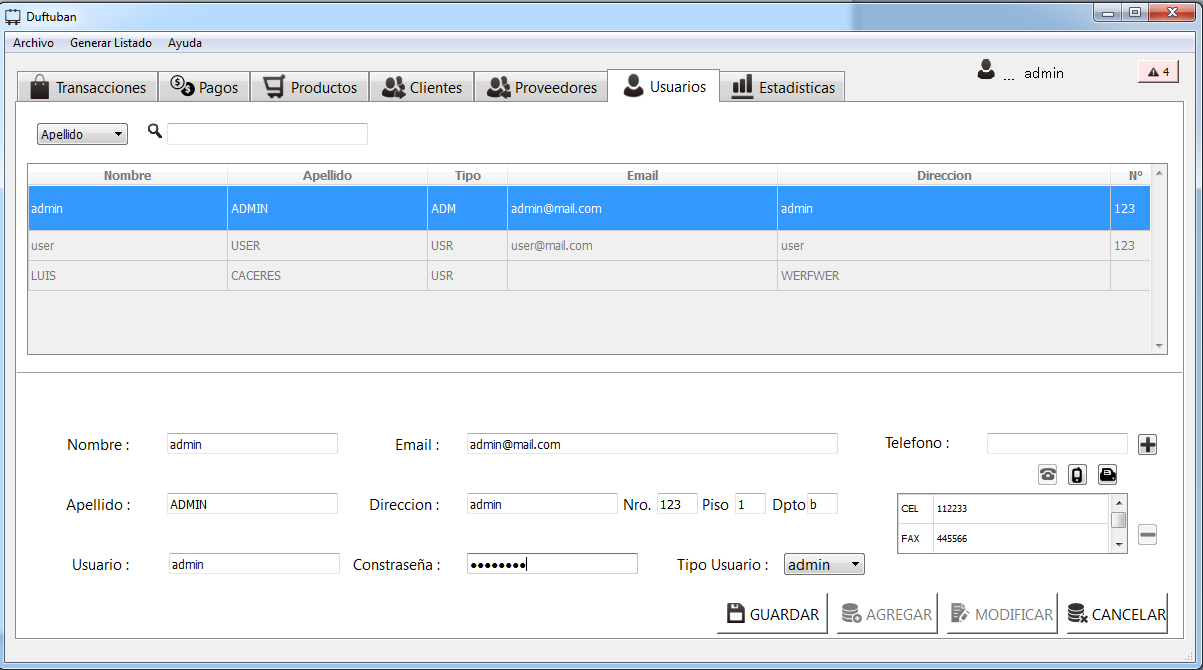 Duftuban
Archivo Generar Listado Ayuda
Transacciones Pagos Productos Clientes Proveedores Usuarios Estadisticas ... admin 4
Apellido
Nombre Apellido Tipo Email Direccion Nº
admin ADMIN ADM admin@mail.com admin 123
user USER USR user@mail.com user 123
LUIS CACERES USR WERFWER
Nombre : admin Email : admin@mail.com Telefono :
Apellido : ADMIN Direccion : admin Nro. 123 Piso 1 Dpto b
CEL 112233
FAX 445566
Usuario : admin Constraseña : ●●●●●●●● Tipo Usuario : admin
GUARDAR AGREGAR MODIFICAR CANCELAR